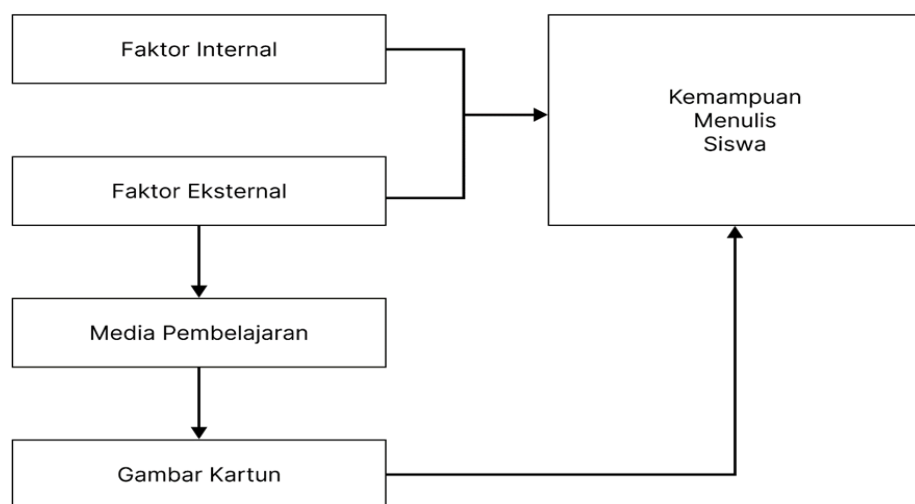 Faktor Internal
Kemampuan
Menulis
Siswa
Faktor Eksternal
Media Pembelajaran
Gambar Kartun